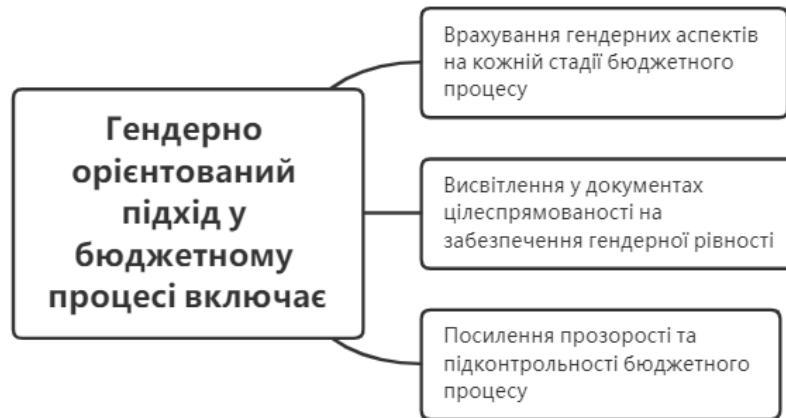 Гендерно
орієнтований
підхід у
бюджетному
процесі включає
Врахування гендерних аспектів
на кожній стадії бюджетного
процесу
Висвітлення у документах
цілеспрямованості на
забезпечення гендерної рівності
Посилення прозорості та
підконтрольності бюджетного
процесу